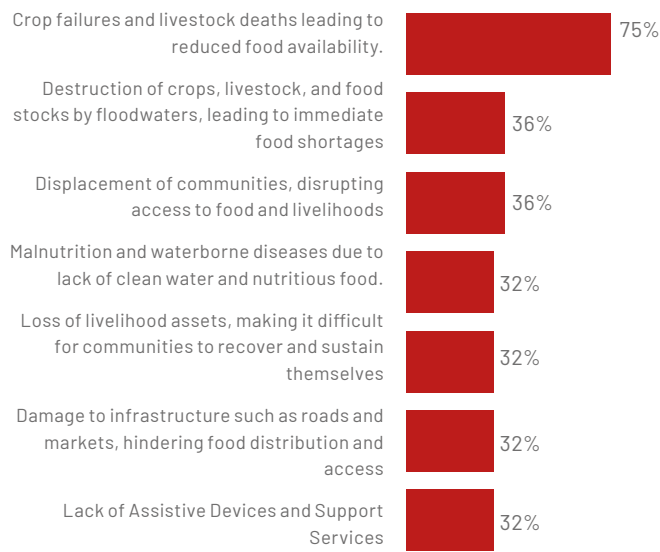 Crop failures and livestock deaths leading to
reduced food availability.
75%
Destruction of crops, livestock, and food
stocks by floodwaters, leading to immediate
food shortages
36%
Displacement of communities, disrupting
access to food and livelihoods
36%
Malnutrition and waterborne diseases due to
lack of clean water and nutritious food.
32%
Loss of livelihood assets, making it difficult
for communities to recover and sustain
themselves
32%
Damage to infrastructure such as roads and
markets, hindering food distribution and
access
32%
Lack of Assistive Devices and Support
Services
32%